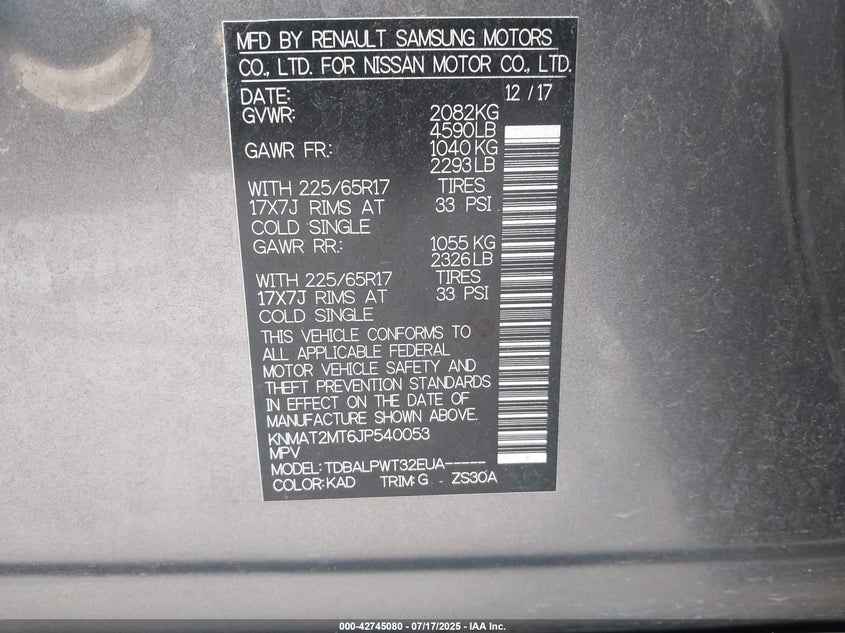 MFD BY RENAULT SAMSUNG MOTORS
CO., LTD. FOR NISSAN MOTOR CO., LTD.
DATE: 12 / 17
GVWR: 2082KG
4590LB
GAWR FR.: 1040 KG
2293 LB
WITH 225/65R17 TIRES
17X7J RIMS AT 33 PSI
COLD SINGLE
GAWR RR.: 1055 KG
2326 LB
WITH 225/65R17 TIRES
17X7J RIMS AT 33 PSI
COLD SINGLE
THIS VEHICLE CONFORMS TO
ALL APPLICABLE FEDERAL
MOTOR VEHICLE SAFETY AND
THEFT PREVENTION STANDARDS
IN EFFECT ON THE DATE OF
MANUFACTURE SHOWN ABOVE.
KNMAT2MT6JP540053
MPV
MODEL: TDBALPWT32EUA-----
COLOR: KAD TRIM: G - ZS30A
000-42745080 - 07/17/2025 - IAA Inc.